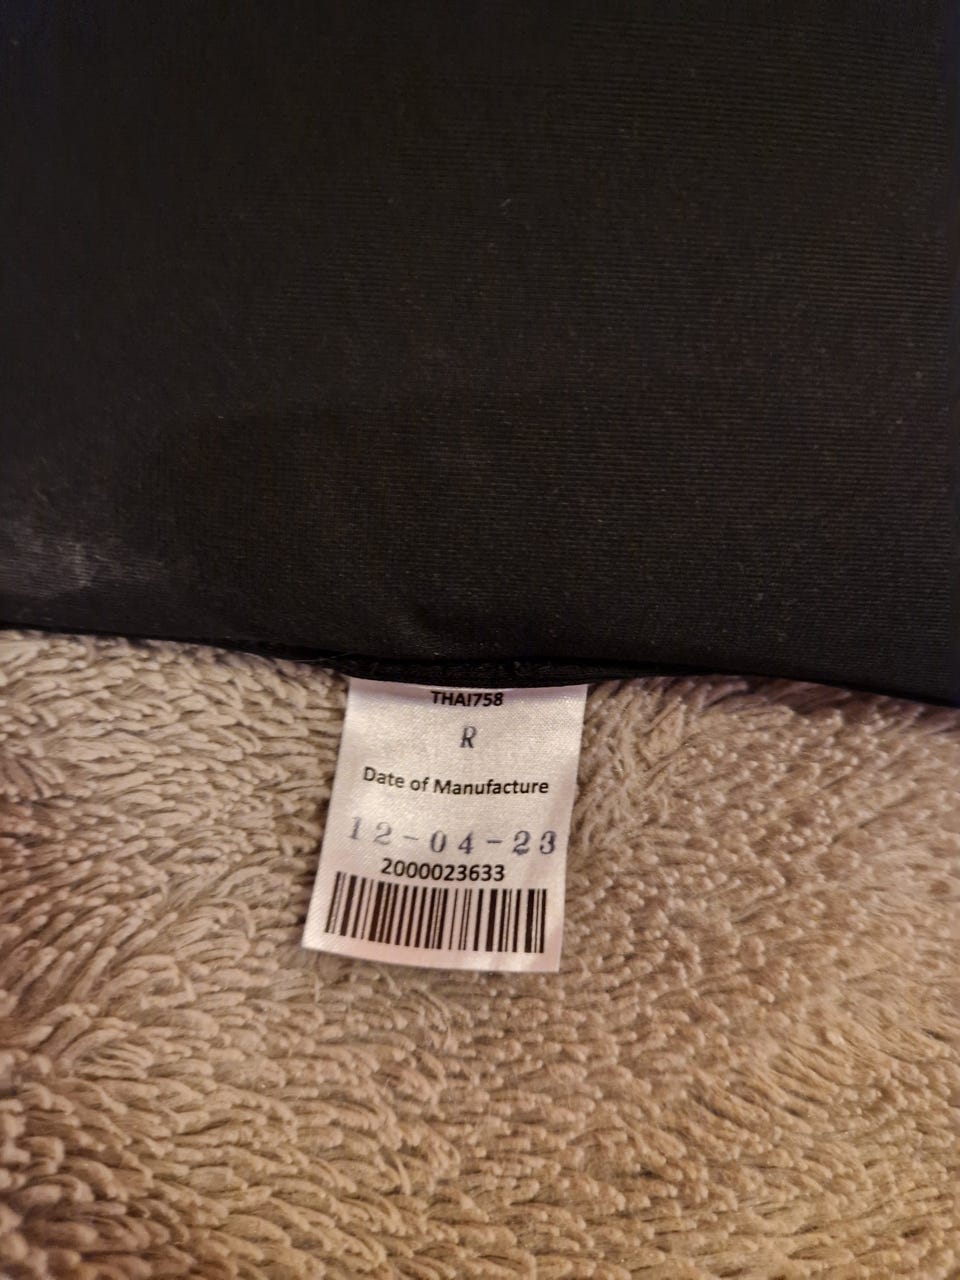 THAI758
R
Date of Manufacture
12-04-23
2000023633